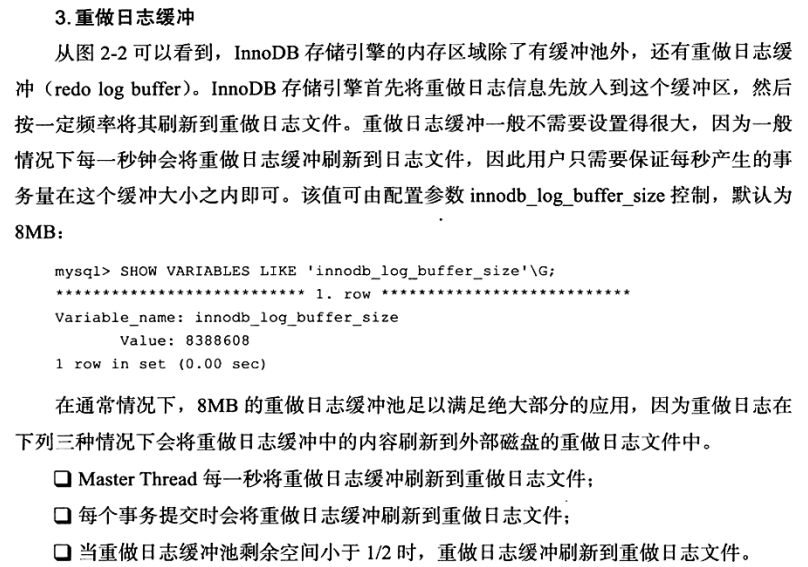 3.重做日志缓冲
从图 2-2 可以看到，InnoDB 存储引擎的内存区域除了有缓冲池外，还有重做日志缓
冲（redo log buffer）。InnoDB 存储引擎首先将重做日志信息先放入到这个缓冲区，然后
按一定频率将其刷新到重做日志文件。重做日志缓冲一般不需要设置得很大，因为一般
情况下每一秒钟会将重做日志缓冲刷新到日志文件，因此用户只需要保证每秒产生的事
务量在这个缓冲大小之内即可。该值可由配置参数 innodb_log_buffer_size 控制，默认为
8MB：
mysql> SHOW VARIABLES LIKE 'innodb_log_buffer_size'\G;
*************************** 1. row ***************************
Variable_name: innodb_log_buffer_size
Value: 8388608
1 row in set (0.00 sec)
在通常情况下，8MB 的重做日志缓冲池足以满足绝大部分的应用，因为重做日志在
下列三种情况下会将重做日志缓冲中的内容刷新到外部磁盘的重做日志文件中。
❑ Master Thread 每一秒将重做日志缓冲刷新到重做日志文件；
❑ 每个事务提交时会将重做日志缓冲刷新到重做日志文件；
❑ 当重做日志缓冲池剩余空间小于 1/2 时，重做日志缓冲刷新到重做日志文件。